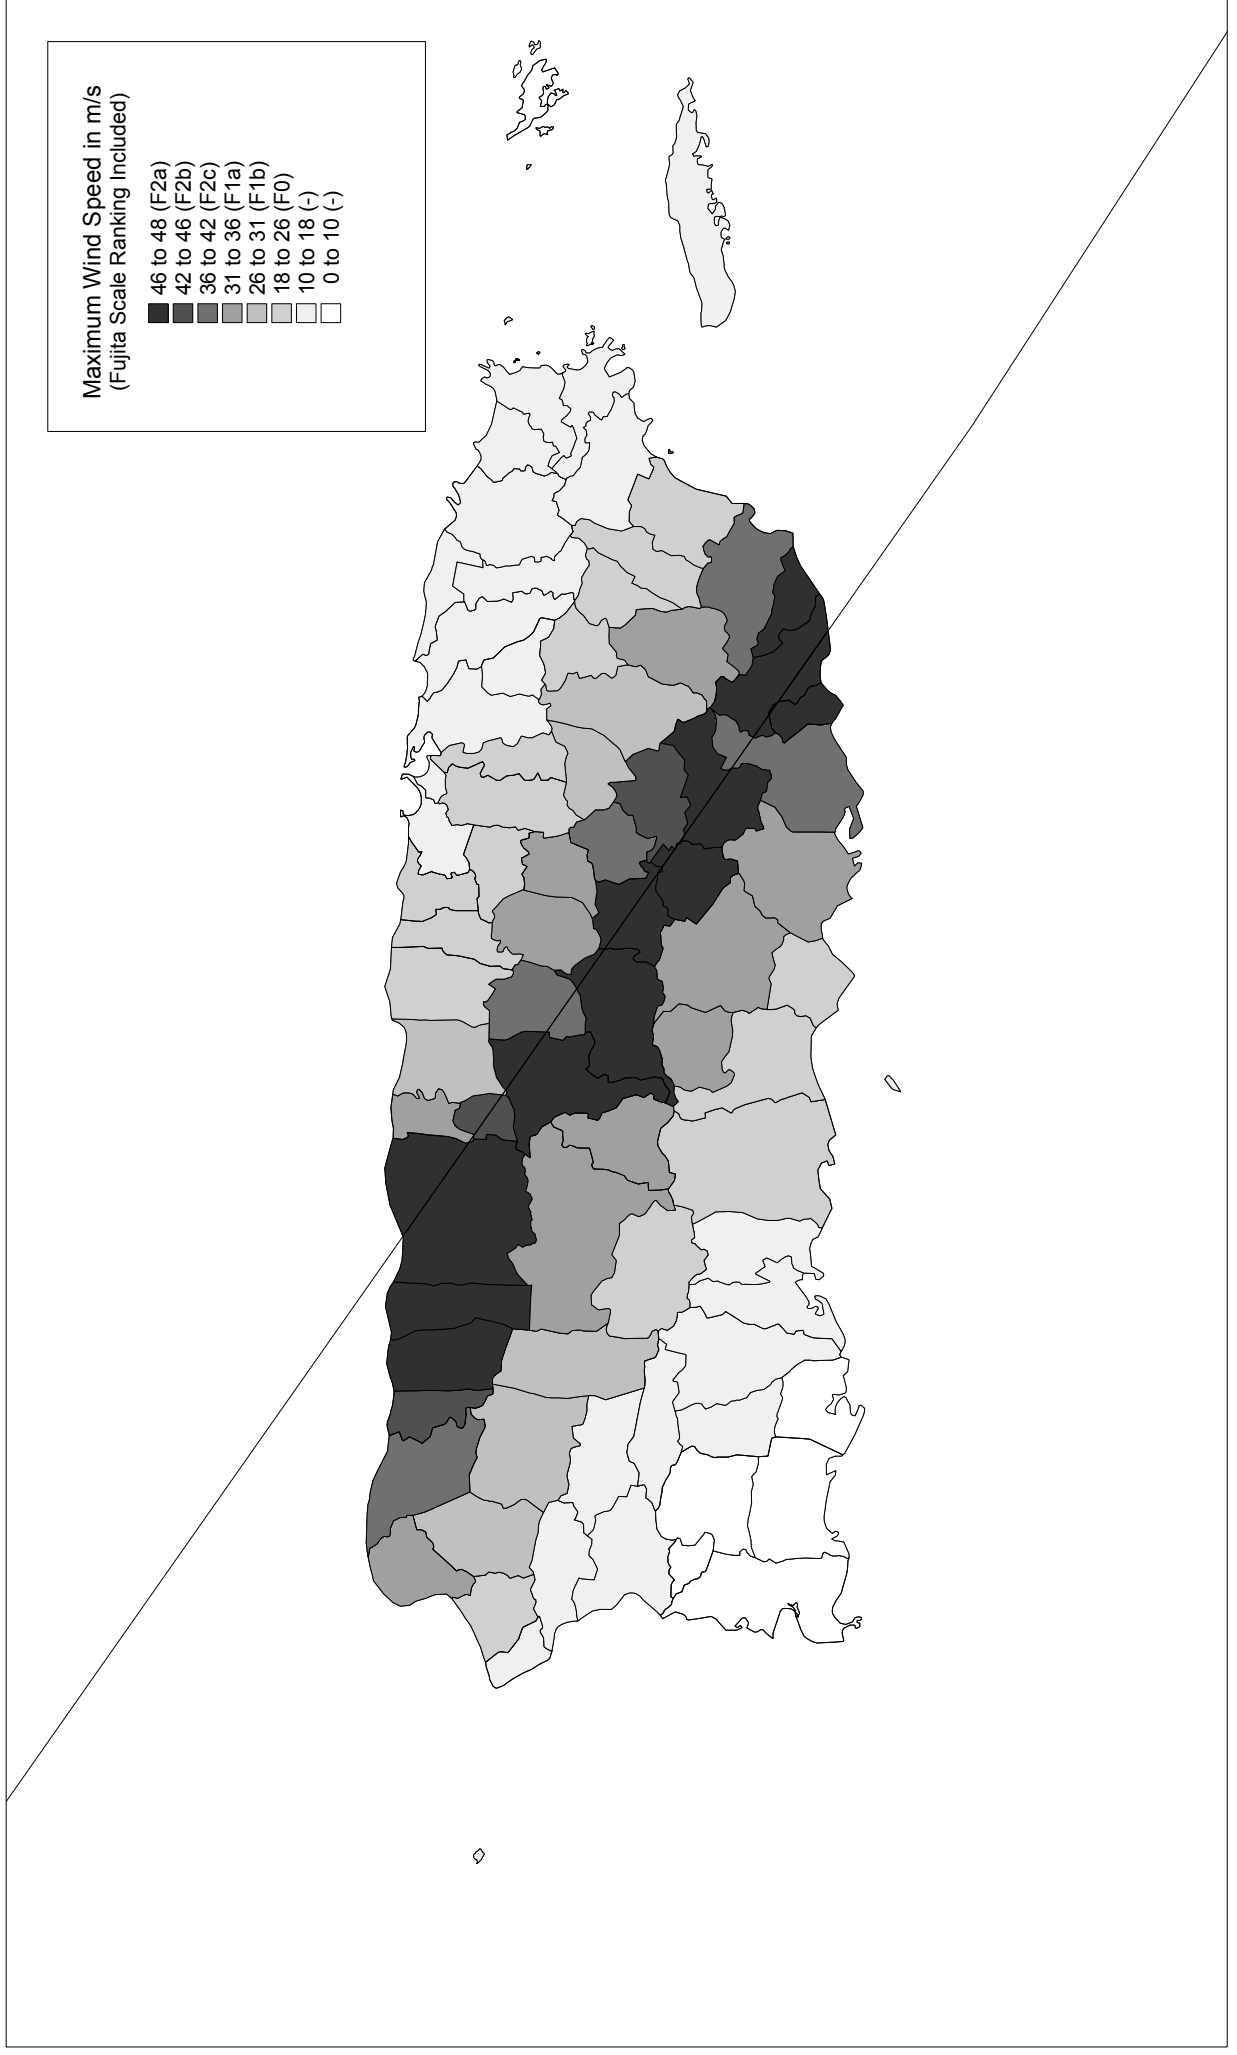 Maximum Wind Speed in m/s
(Fujita Scale Ranking Included)
46 to 48 (F2a)
42 to 46 (F2b)
36 to 42 (F2c)
31 to 36 (F1a)
26 to 31 (F1b)
18 to 26 (F0)
10 to 18 (-)
0 to 10 (-)